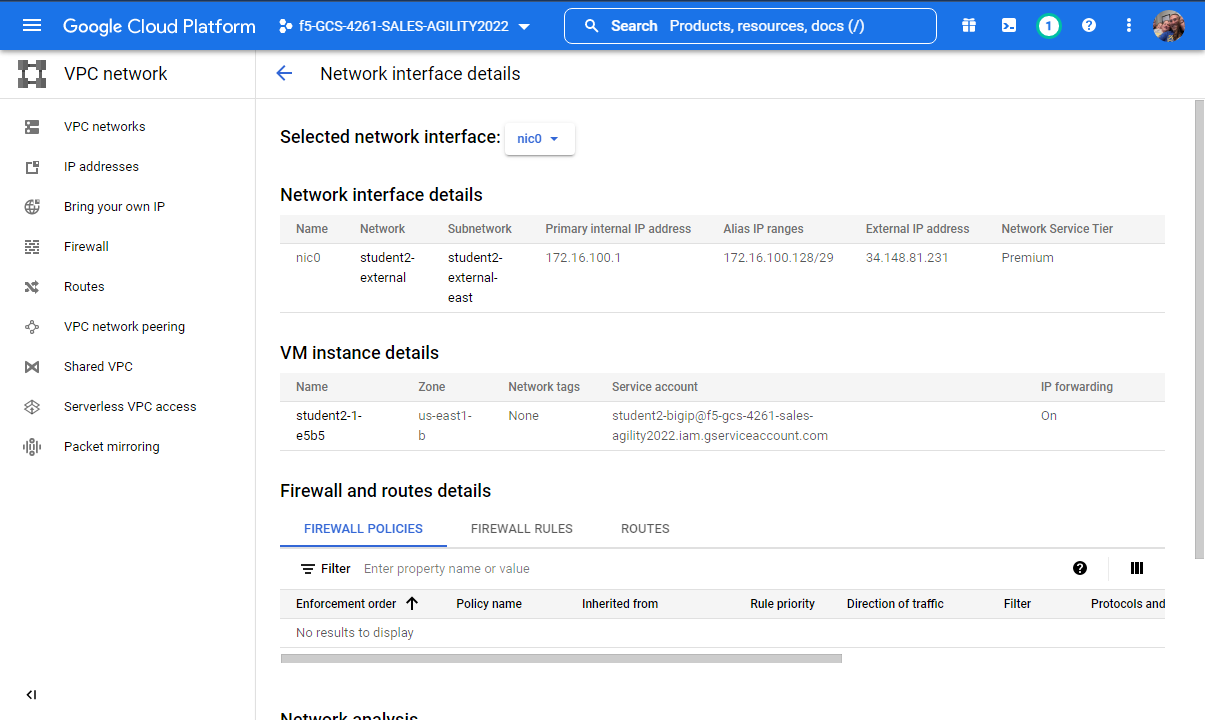 Google Cloud Platform
f5-GCS-4261-SALES-AGILITY2022
Search Products, resources, docs (/)
1
VPC network
Network interface details
VPC networks
IP addresses
Bring your own IP
Firewall
Routes
VPC network peering
Shared VPC
Serverless VPC access
Packet mirroring
Selected network interface: nic0
Network interface details
Name Network Subnetwork Primary internal IP address Alias IP ranges External IP address Network Service Tier
nic0 student2- student2- 172.16.100.1 172.16.100.128/29 34.148.81.231 Premium
external external-
east
VM instance details
Name Zone Network tags Service account IP forwarding
student2-1- us-east1- None student2-bigip@f5-gcs-4261-sales- On
e5b5 b agility2022.iam.gserviceaccount.com
Firewall and routes details
FIREWALL POLICIES FIREWALL RULES ROUTES
Filter Enter property name or value
Enforcement order Policy name Inherited from Rule priority Direction of traffic Filter Protocols and
No results to display
Network analysis